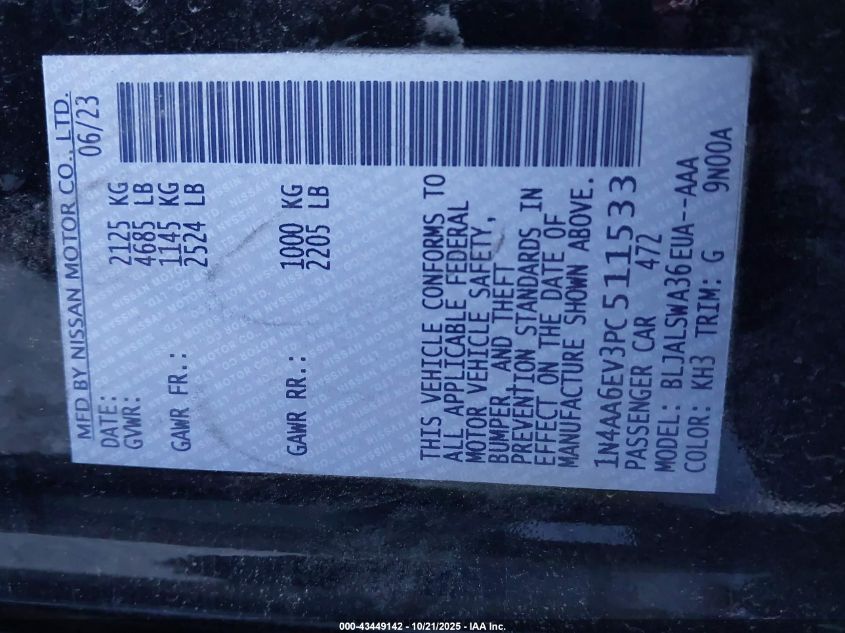 MFD BY NISSAN MOTOR CO., LTD.
DATE: 06/23
GVWR: 2125 KG
4685 LB
GAWR FR.: 1145 KG
2524 LB
GAWR RR.: 1000 KG
2205 LB
THIS VEHICLE CONFORMS TO
ALL APPLICABLE FEDERAL
MOTOR VEHICLE SAFETY,
BUMPER, AND THEFT
PREVENTION STANDARDS IN
EFFECT ON THE DATE OF
MANUFACTURE SHOWN ABOVE.
1N4AA6EV3PC511533
PASSENGER CAR 472
MODEL: BLJALSWA36EUA--AAA
COLOR: KH3 TRIM: G 9N00A
000-43449142 - 10/21/2025 - IAA Inc.